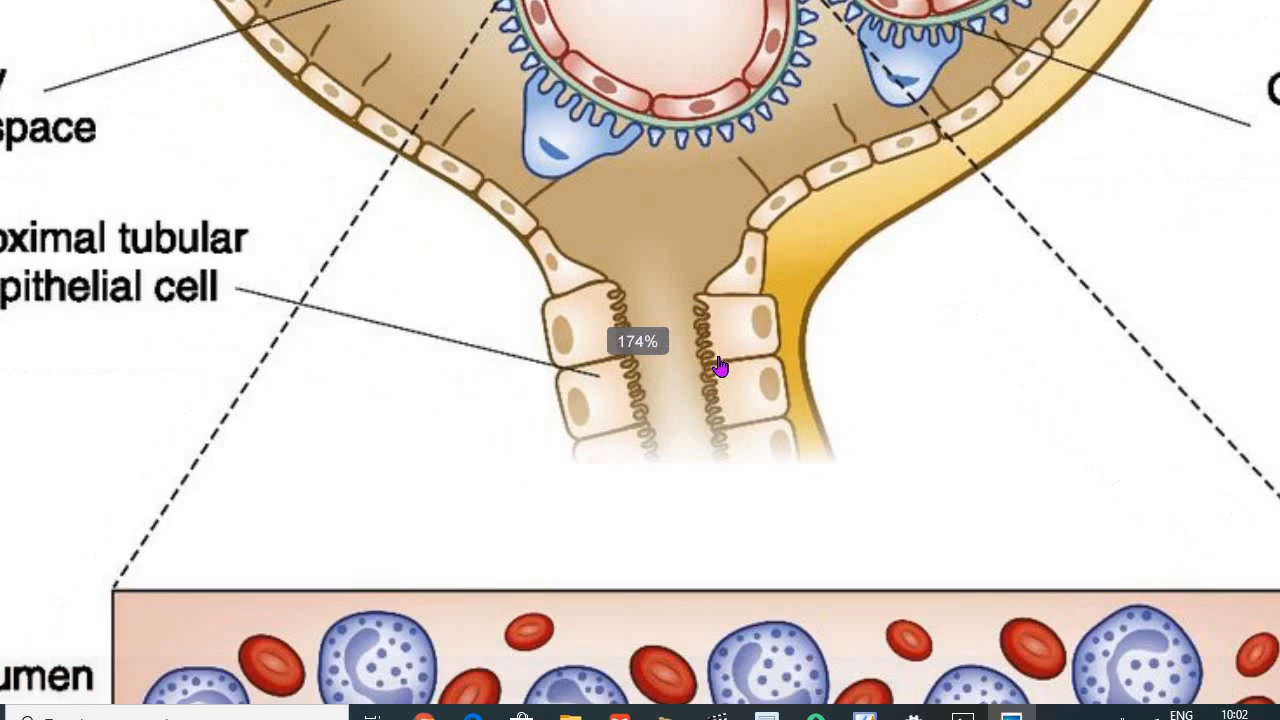 space
oximal tubular
pithelial cell
174%
umen
ENG
10:02